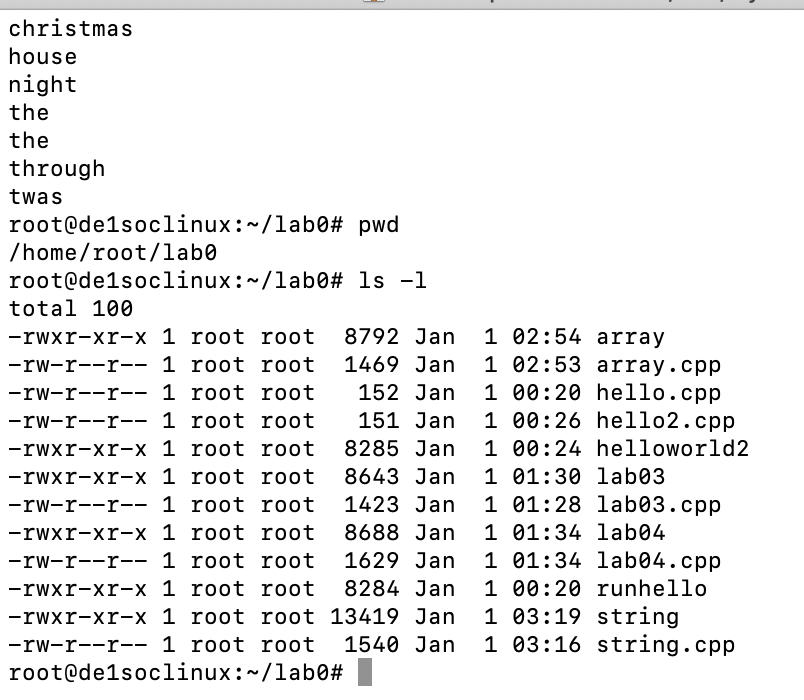 christmas
house
night
the
the
through
twas
root@de1soclinux:~/lab0# pwd
/home/root/lab0
root@de1soclinux:~/lab0# ls -l
total 100
-rwxr-xr-x 1 root root  8792 Jan  1 02:54 array
-rw-r--r-- 1 root root  1469 Jan  1 02:53 array.cpp
-rw-r--r-- 1 root root   152 Jan  1 00:20 hello.cpp
-rw-r--r-- 1 root root   151 Jan  1 00:26 hello2.cpp
-rwxr-xr-x 1 root root  8285 Jan  1 00:24 helloworld2
-rwxr-xr-x 1 root root  8643 Jan  1 01:30 lab03
-rw-r--r-- 1 root root  1423 Jan  1 01:28 lab03.cpp
-rwxr-xr-x 1 root root  8688 Jan  1 01:34 lab04
-rw-r--r-- 1 root root  1629 Jan  1 01:34 lab04.cpp
-rwxr-xr-x 1 root root  8284 Jan  1 00:20 runhello
-rwxr-xr-x 1 root root 13419 Jan  1 03:19 string
-rw-r--r-- 1 root root  1540 Jan  1 03:16 string.cpp
root@de1soclinux:~/lab0#